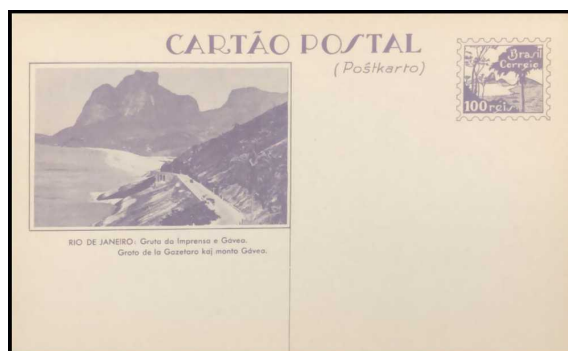 CARTÃO POSTAL
(Poŝtkarto)
Brasil
Correio
100 reis
RIO DE JANEIRO: Gruta da Imprensa e Gávea.
Groto de la Gazetaro kaj monto Gávea.